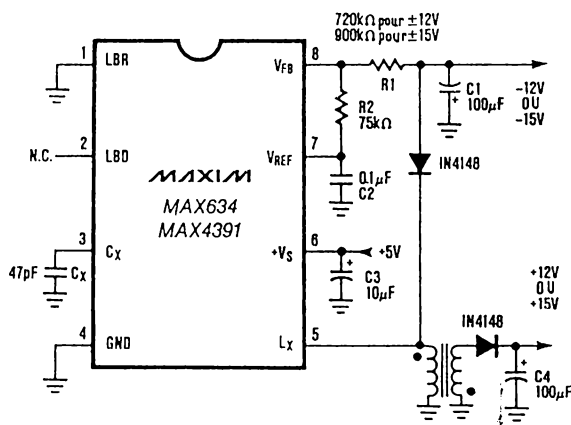 720kΩ pour ±12V
900kΩ pour ±15V
1
LBR
VFB
8
R1
C1
100µF
+
-12V
0U
-15V
R2
75kΩ
N.C.
2
LBD
VREF
7
0.1µF
C2
IN4148
MAXIM
MAX634
MAX4391
47pF
CX
3
CX
+VS
6
+5V
+
C3
10µF
+12V
0U
+15V
4
GND
LX
5
IN4148
+
C4
100µF